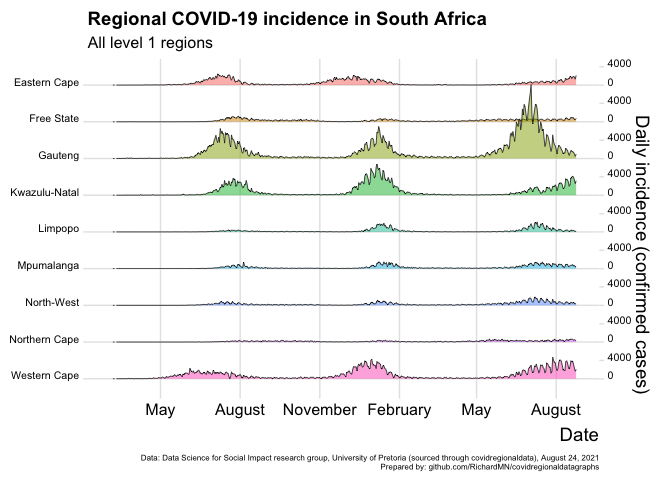 Regional COVID-19 incidence in South Africa
All level 1 regions
Eastern Cape
Free State
Gauteng
Kwazulu-Natal
Limpopo
Mpumalanga
North-West
Northern Cape
Western Cape
4000
0
4000
0
4000
0
4000
0
4000
0
4000
0
4000
0
4000
0
4000
0
Daily incidence (confirmed cases)
May August November February May August
Date
Data: Data Science for Social Impact research group, University of Pretoria (sourced through covidregionaldata), August 24, 2021
Prepared by: github.com/RichardMN/covidregionaldatagraphs